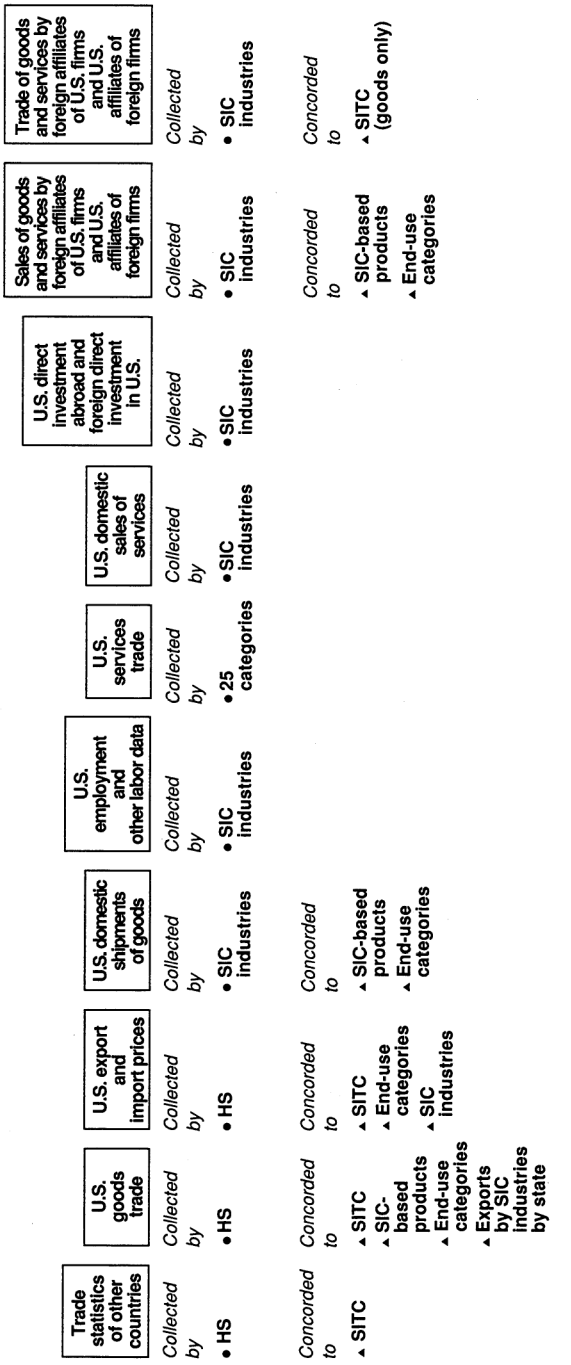 Trade
statistics
of other
countries
Collected
by
• HS
Concorded
to
▲ SITC
U.S.
goods
trade
Collected
by
• HS
Concorded
to
▲ SITC
▲ SIC-
based
products
▲ End-use
categories
▲ Exports
by SIC
industries
by state
U.S. export
and
import prices
Collected
by
• HS
Concorded
to
▲ SITC
▲ End-use
categories
▲ SIC
industries
U.S. domestic
shipments
of goods
Collected
by
• SIC
industries
Concorded
to
▲ SIC-based
products
▲ End-use
categories
U.S.
employment
and
other labor data
Collected
by
• SIC
industries
U.S.
services
trade
Collected
by
• 25
categories
U.S. domestic
sales of
services
Collected
by
• SIC
industries
U.S. direct
investment
abroad and
foreign direct
investment
in U.S.
Collected
by
• SIC
industries
Sales of goods
and services by
foreign affiliates
of U.S. firms
and U.S.
affiliates of
foreign firms
Collected
by
• SIC
industries
Concorded
to
▲ SIC-based
products
▲ End-use
categories
Trade of goods
and services by
foreign affiliates
of U.S. firms
and U.S.
affiliates of
foreign firms
Collected
by
• SIC
industries
Concorded
to
▲ SITC
(goods only)